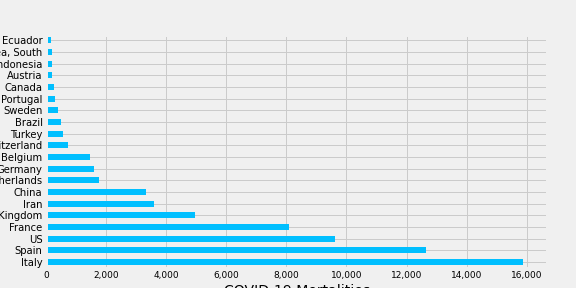 Ecuador
ea, South
ndonesia
Austria
Canada
Portugal
Sweden
Brazil
Turkey
itzerland
Belgium
Germany
herlands
China
Iran
Kingdom
France
US
Spain
Italy
0 2,000 4,000 6,000 8,000 10,000 12,000 14,000 16,000
COVID-19 Mortalities